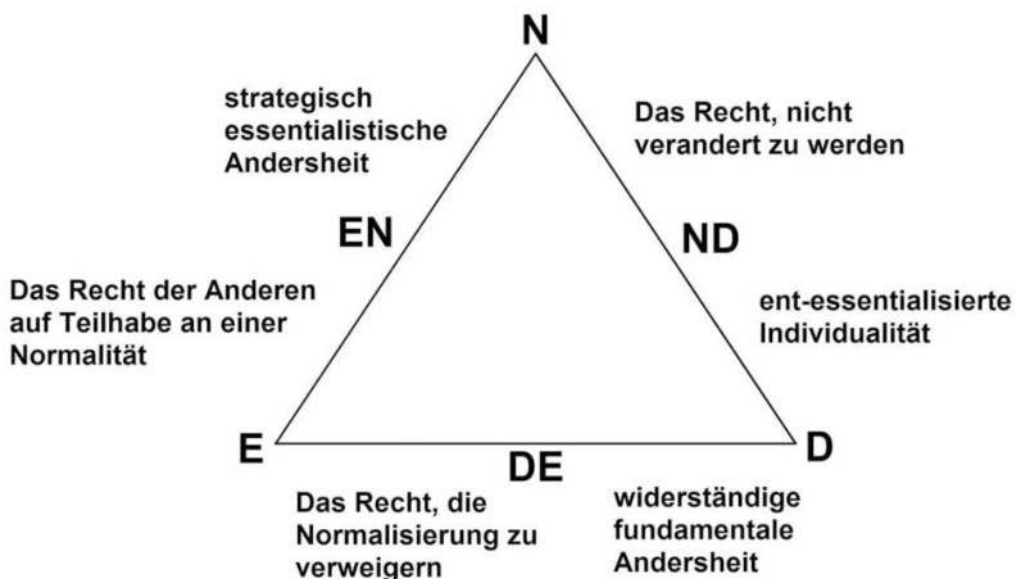 N
strategisch
essentialistische
Andersheit
Das Recht, nicht
verandert zu werden
EN
ND
Das Recht der Anderen
auf Teilhabe an einer
Normalität
ent-essentialisierte
Individualität
E
DE
D
Das Recht, die
Normalisierung zu
verweigern
widerständige
fundamentale
Andersheit